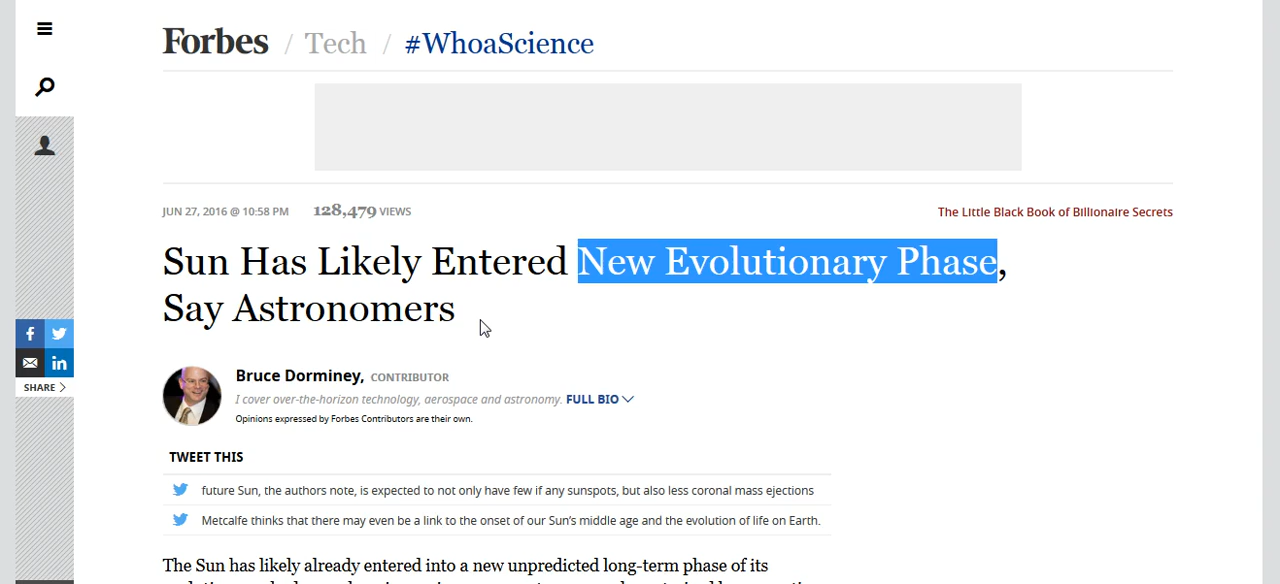 Forbes / Tech / #WhoaScience
JUN 27, 2016 @ 10:58 PM 128,479 VIEWS The Little Black Book of Billionaire Secrets
Sun Has Likely Entered New Evolutionary Phase,
Say Astronomers
Bruce Dorminey, CONTRIBUTOR
I cover over-the-horizon technology, aerospace and astronomy. FULL BIO
Opinions expressed by Forbes Contributors are their own.
f
in
SHARE
TWEET THIS
future Sun, the authors note, is expected to not only have few if any sunspots, but also less coronal mass ejections
Metcalfe thinks that there may even be a link to the onset of our Sun's middle age and the evolution of life on Earth.
The Sun has likely already entered into a new unpredicted long-term phase of its